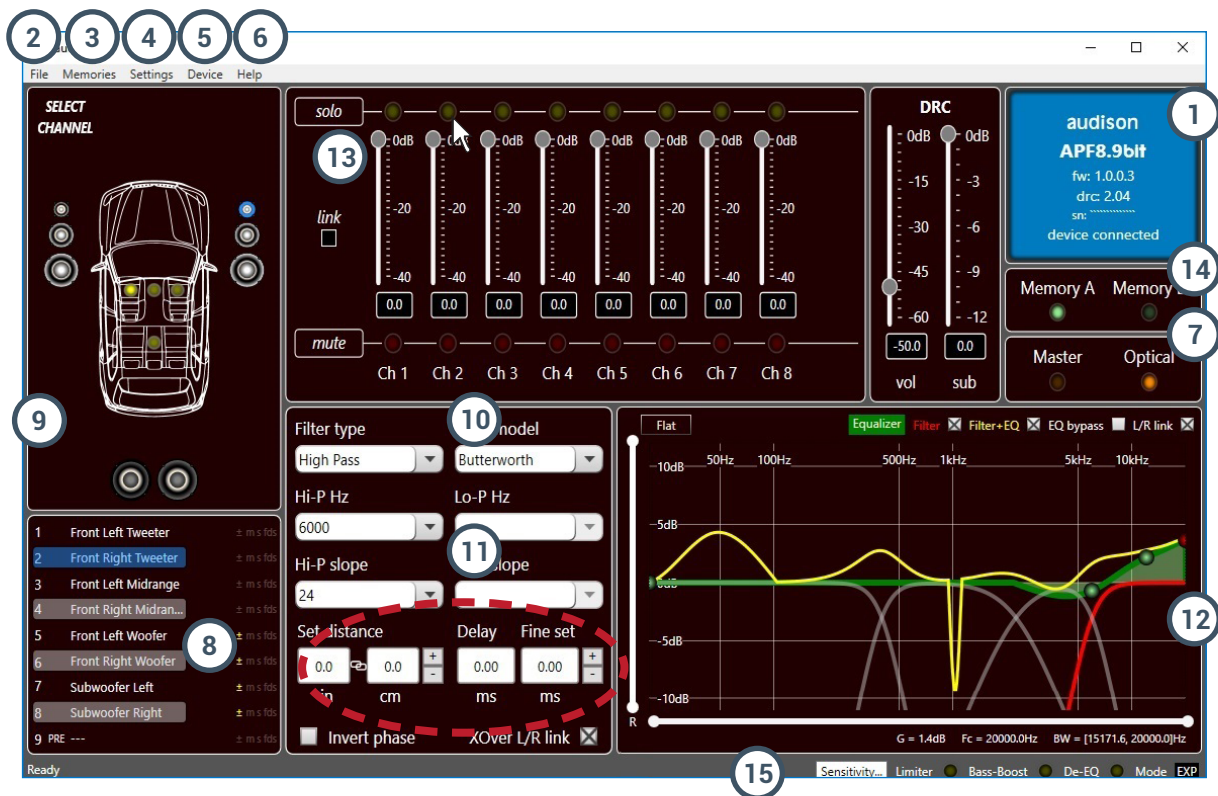 2 3 4 5 6
File Memories Settings Device Help
SELECT
CHANNEL
9
1 Front Left Tweeter ± m s fds
2 Front Right Tweeter ± m s fds
3 Front Left Midrange ± m s fds
4 Front Right Midran... ± m s fds
5 Front Left Woofer ± m s fds
6 Front Right Woofer ± m s fds
7 Subwoofer Left ± m s fds
8 Subwoofer Right ± m s fds
9 PRE --- ± m s fds
8
Ready
solo
13
0dB 0dB 0dB 0dB 0dB 0dB 0dB
link
-20 -20 -20 -20 -20 -20 -20 -20
-40 -40 -40 -40 -40 -40 -40 -40
0.0 0.0 0.0 0.0 0.0 0.0 0.0 0.0
mute
Ch 1 Ch 2 Ch 3 Ch 4 Ch 5 Ch 6 Ch 7 Ch 8
DRC
0dB 0dB
-15 -3
-30 -6
-45 -9
-60 -12
-50.0 0.0
vol sub
1
audison
APF8.9bit
fw: 1.0.0.3
drc: 2.04
sn:
device connected
14
Memory A Memory
7
Master Optical
10
Filter type
High Pass Butterworth
Hi-P Hz Lo-P Hz
6000
11
Hi-P slope
24
Set distance Delay Fine set
0.0 0.0 + - 0.00 0.00 + -
in cm ms ms
Invert phase XOver L/R link
Flat Equalizer Filter Filter+EQ EQ bypass L/R link
50Hz 100Hz 500Hz 1kHz 5kHz 10kHz
-10dB
-5dB
0dB
-5dB
-10dB
12
R
G = 1.4dB Fc = 20000.0Hz BW = [15171.6, 20000.0]Hz
15
Sensitivity... Limiter Bass-Boost De-EQ Mode EXP